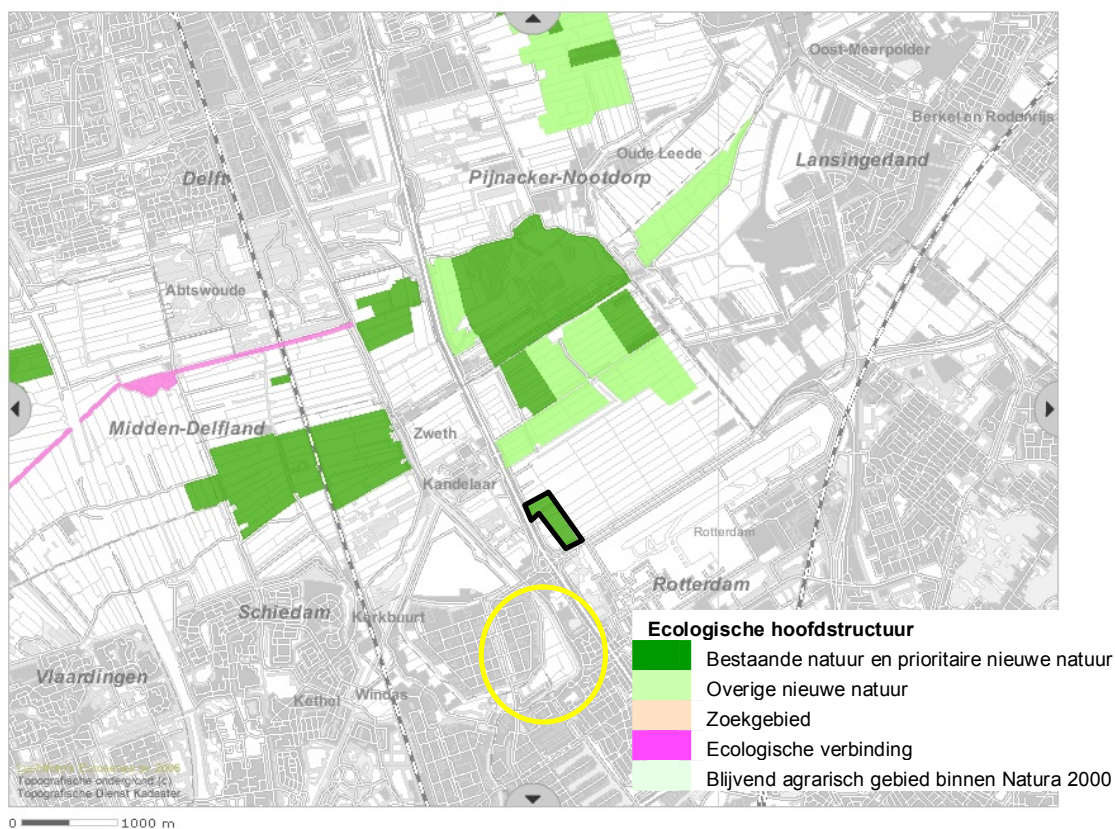 Oost-Meerpolder
Berkel en Rodenrijs
Oude Leede
Lansingerland
Delft
Pijnacker-Nootdorp
Abtswoude
Midden-Delfland
Zweth
Kandelaar
Rotterdam
Rotterdam
Schiedam
Kerkbuurt
Vlaardingen
Kethel
Windas
Ecologische hoofdstructuur
Bestaande natuur en prioritaire nieuwe natuur
Overige nieuwe natuur
Zoekgebied
Ecologische verbinding
Blijvend agrarisch gebied binnen Natura 2000
2006
Topografische ondergrond (c)
Topografische Dienst Kadaster
0 1000 m